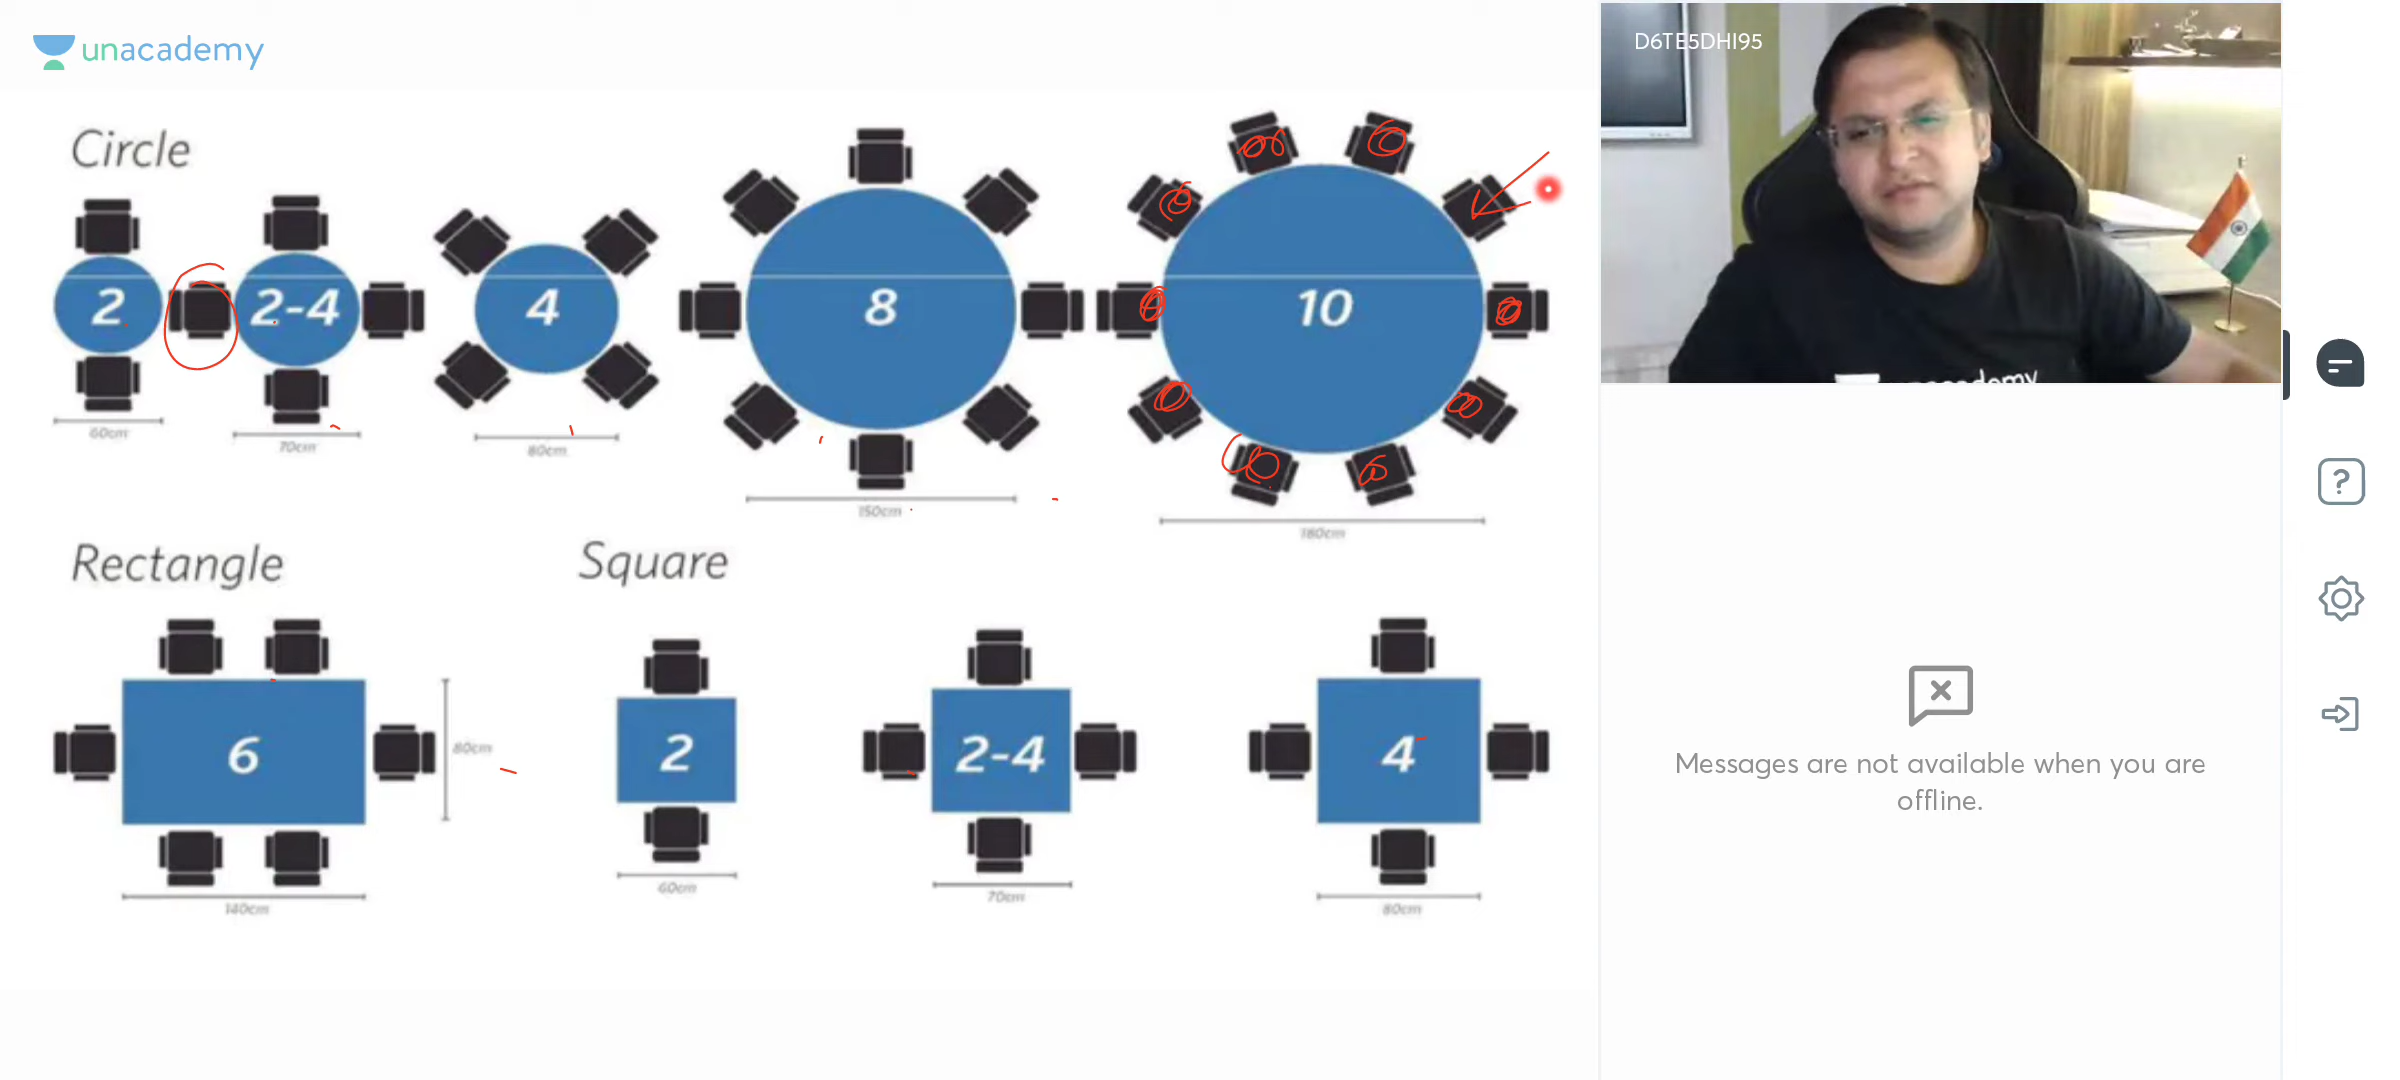 unacademy
D6TE5DHI95
Circle
2
2-4
4
8
10
60cm
70cm
80cm
150cm
180cm
Rectangle
Square
6
80cm
2
2-4
4
140cm
60cm
70cm
80cm
unacademy
Messages are not available when you are
offline.
?